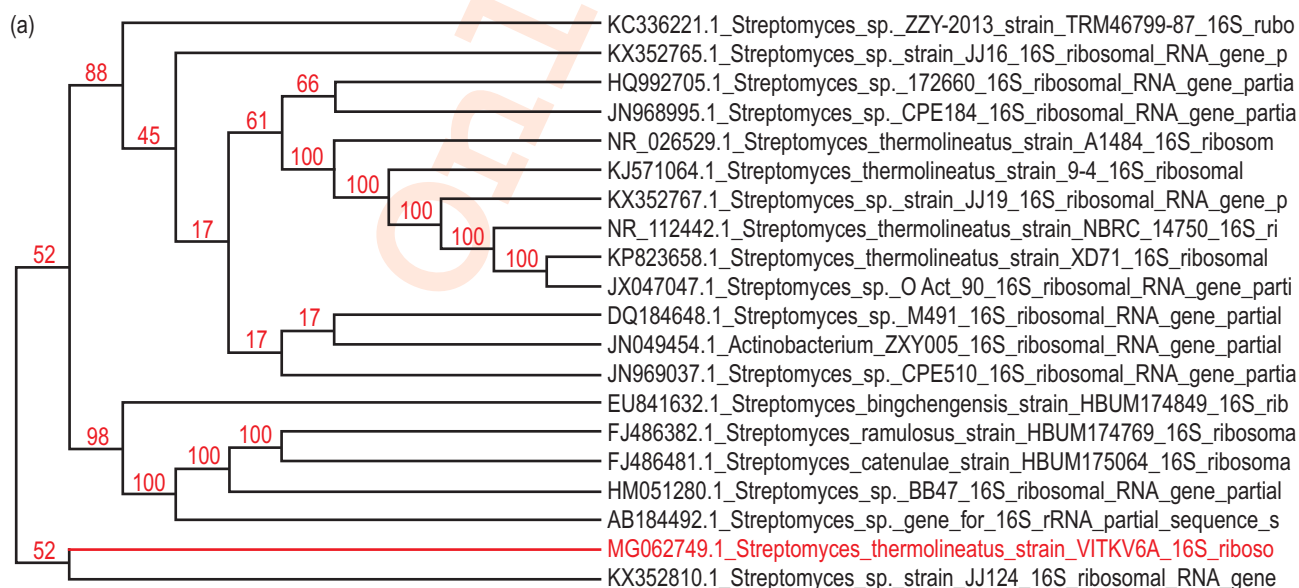 (a)
KC336221.1_Streptomyces_sp._ZZY-2013_strain_TRM46799-87_16S_rubo
KX352765.1_Streptomyces_sp._strain_JJ16_16S_ribosomal_RNA_gene_p
88
66
HQ992705.1_Streptomyces_sp._172660_16S_ribosomal_RNA_gene_partia
JN968995.1_Streptomyces_sp._CPE184_16S_ribosomal_RNA_gene_partia
61
45
NR_026529.1_Streptomyces_thermolineatus_strain_A1484_16S_ribosom
100
KJ571064.1_Streptomyces_thermolineatus_strain_9-4_16S_ribosomal
100
KX352767.1_Streptomyces_sp._strain_JJ19_16S_ribosomal_RNA_gene_p
100
NR_112442.1_Streptomyces_thermolineatus_strain_NBRC_14750_16S_ri
17
100
52
KP823658.1_Streptomyces_thermolineatus_strain_XD71_16S_ribosomal
100
JX047047.1_Streptomyces_sp._O Act_90_16S_ribosomal_RNA_gene_parti
17
DQ184648.1_Streptomyces_sp._M491_16S_ribosomal_RNA_gene_partial
17
JN049454.1_Actinobacterium_ZXY005_16S_ribosomal_RNA_gene_partial
JN969037.1_Streptomyces_sp._CPE510_16S_ribosomal_RNA_gene_partia
EU841632.1_Streptomyces_bingchengensis_strain_HBUM174849_16S_rib
98
100
FJ486382.1_Streptomyces_ramulosus_strain_HBUM174769_16S_ribosoma
100
FJ486481.1_Streptomyces_catenulae_strain_HBUM175064_16S_ribosoma
100
HM051280.1_Streptomyces_sp._BB47_16S_ribosomal_RNA_gene_partial
AB184492.1_Streptomyces_sp._gene_for_16S_rRNA_partial_sequence_s
52
MG062749.1_Streptomyces_thermolineatus_strain_VITKV6A_16S_riboso
KX352810.1_Streptomyces_sp._strain_JJ124_16S_ribosomal_RNA_gene